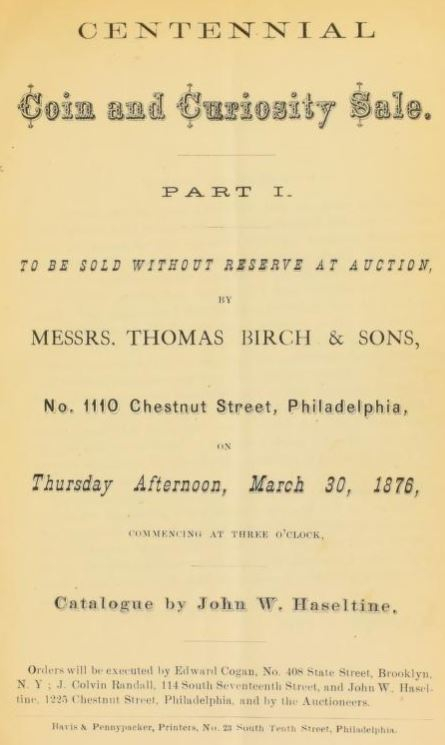 CENTENNIAL
Coin and Curiosity Sale.
PART I.
TO BE SOLD WITHOUT RESERVE AT AUCTION,
BY
MESSRS. THOMAS BIRCH & SONS,
No. 1110 Chestnut Street, Philadelphia,
ON
Thursday Afternoon, March 30, 1876,
COMMENCING AT THREE O'CLOCK,
Catalogue by John W. Haseltine.
Orders will be executed by Edward Cogan, No. 408 State Street, Brooklyn,
N. Y ; J. Colvin Randall, 114 South Seventeenth Street, and John W. Hasel-
tine, 1225 Chestnut Street, Philadelphia, and by the Auctioneers.
Bavis & Pennypacker, Printers, No. 23 South Tenth Street, Philadelphia.